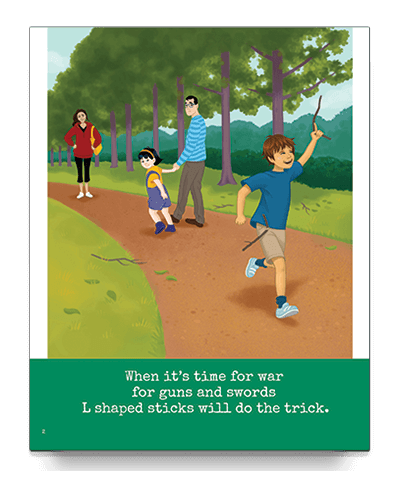 When it's time for war
for guns and swords
L shaped sticks will do the trick.
2